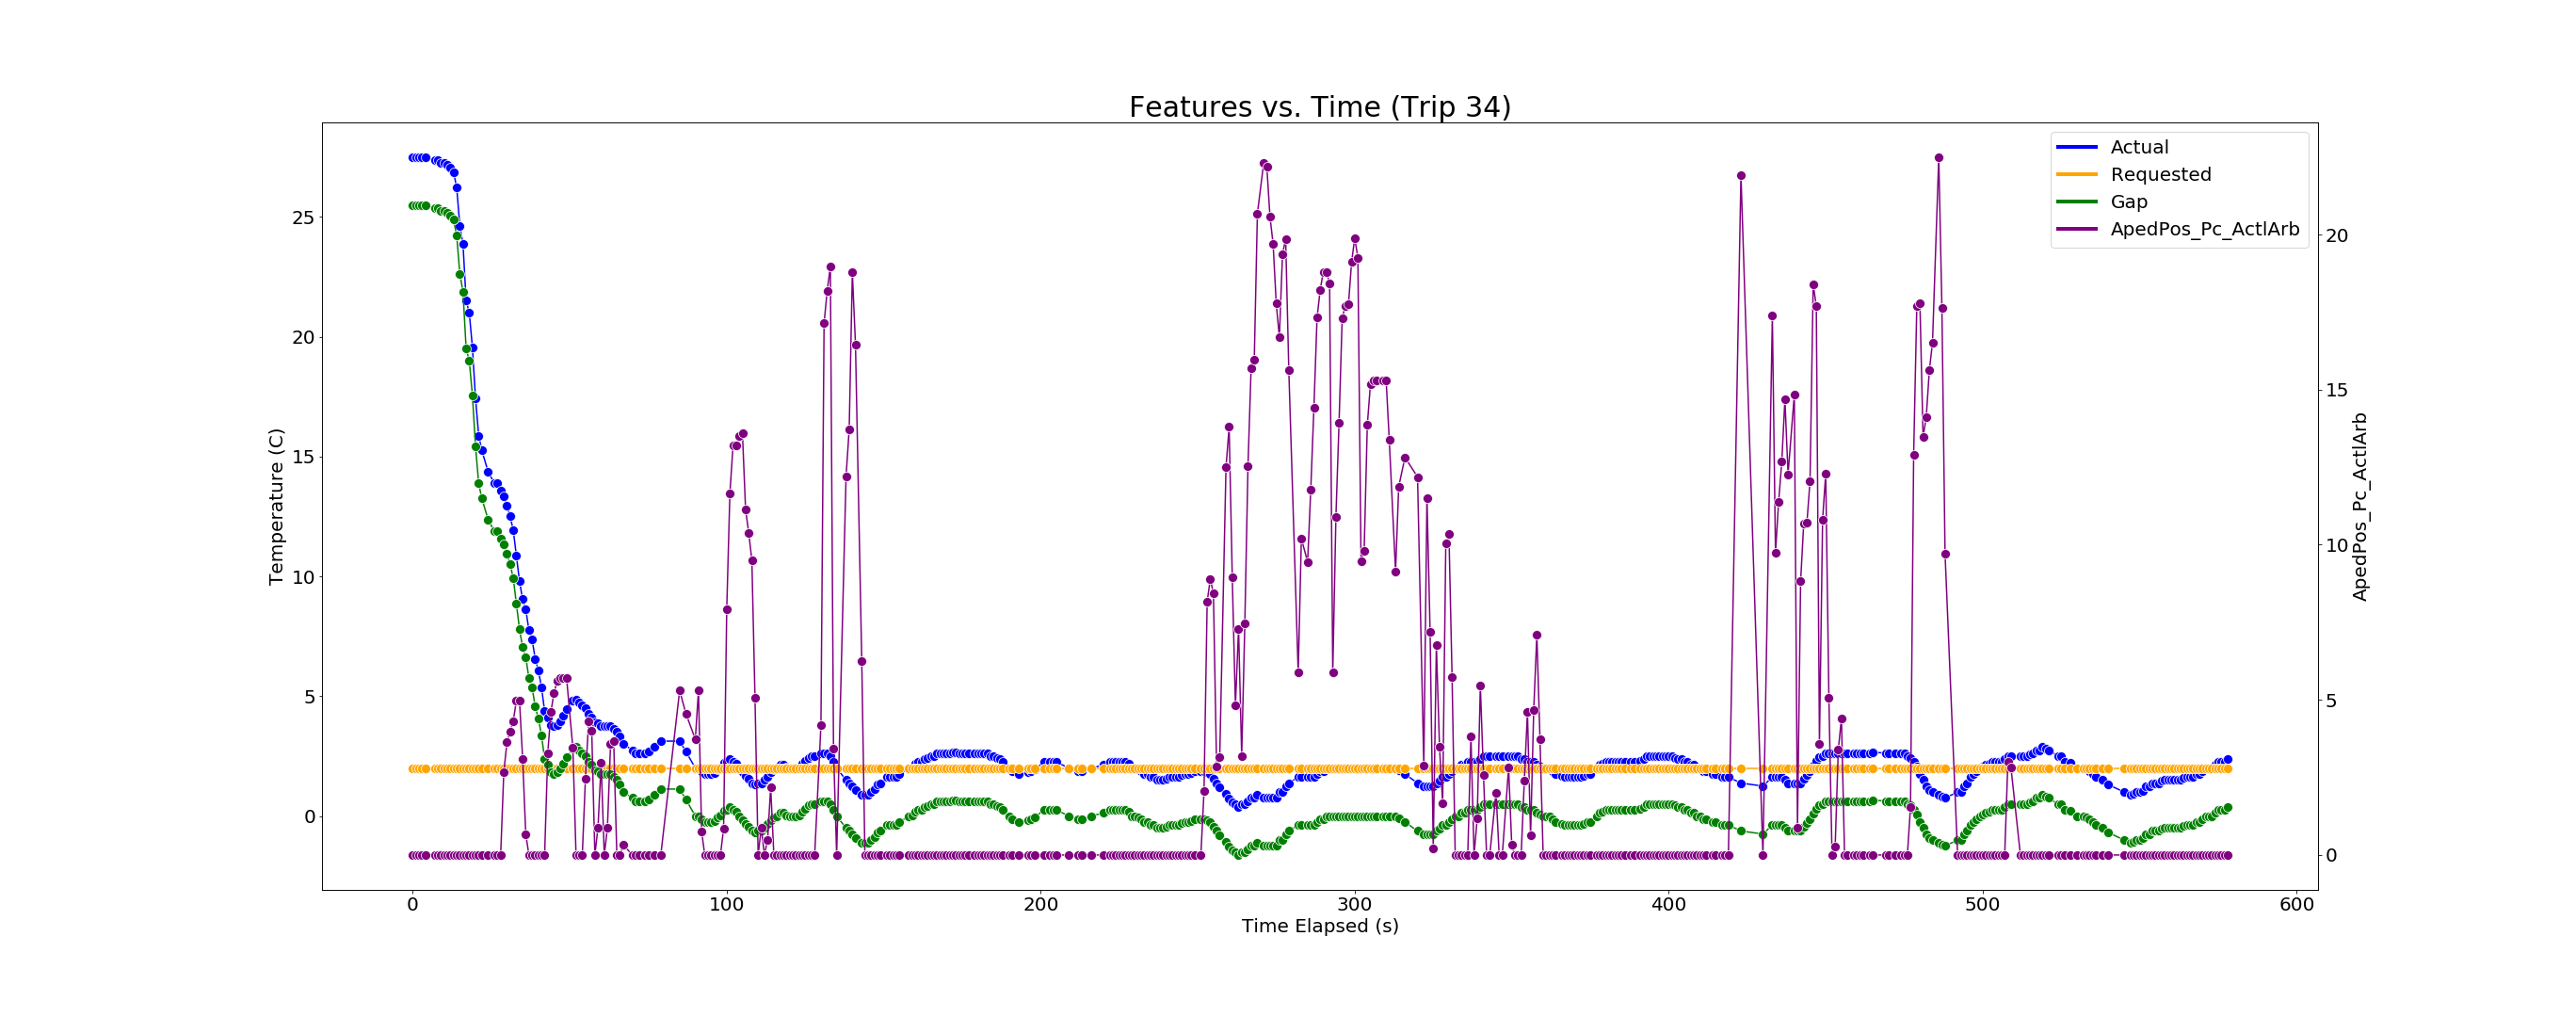 Features vs. Time (Trip 34)
Actual
Requested
Gap
ApedPos_Pc_ActlArb
Temperature (C)
25
20
15
10
5
0
20
15
10
5
0
ApedPos_Pc_ActlArb
0 100 200 300 400 500 600
Time Elapsed (s)